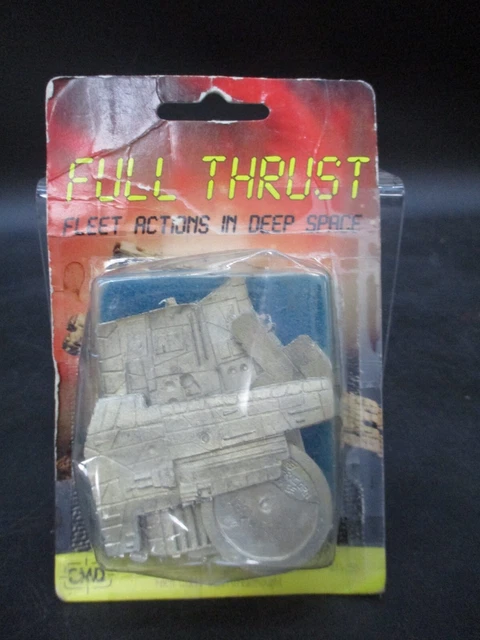 FULL THRUST
FLEET ACTIONS IN DEEP SPACE